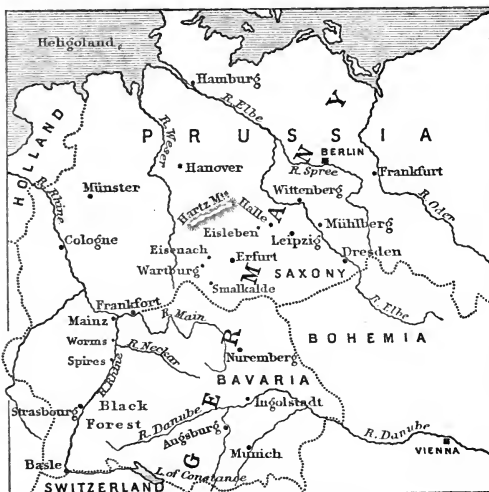 Heligoland
Hamburg
R. Elbe
HOLLAND
R. Weser
PRUSSIA
BERLIN
R. Spree
Hanover
Frankfurt
Wittenberg
R. Oder
R. Rhine
Münster
Hartz Mts
Halle
Mühlberg
Eisleben
Leipzig
Cologne
Eisenach
Erfurt
Dresden
Wartburg
SAXONY
Smalkalde
R. Elbe
Frankfort
Mainz
R. Main
BOHEMIA
Worms
R. Neckar
Nuremberg
Spires
BAVARIA
R. Rhine
Strasbourg
Black
Forest
Ingolstadt
R. Danube
Augsburg
R. Danube
VIENNA
Munich
Basle
L. of Constance
SWITZERLAND
GERMANY